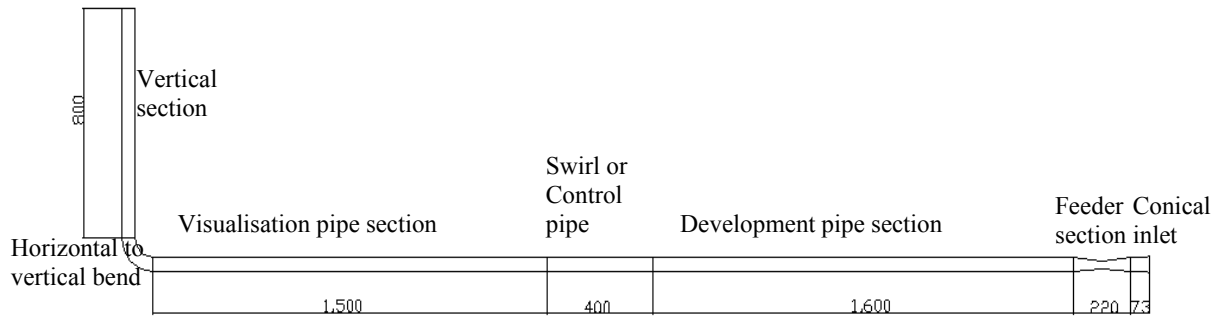 Vertical
section
800
Swirl or
Control
pipe
Visualisation pipe section
Development pipe section
Feeder Conical
section inlet
Horizontal to
vertical bend
1,500
400
1,600
220
73